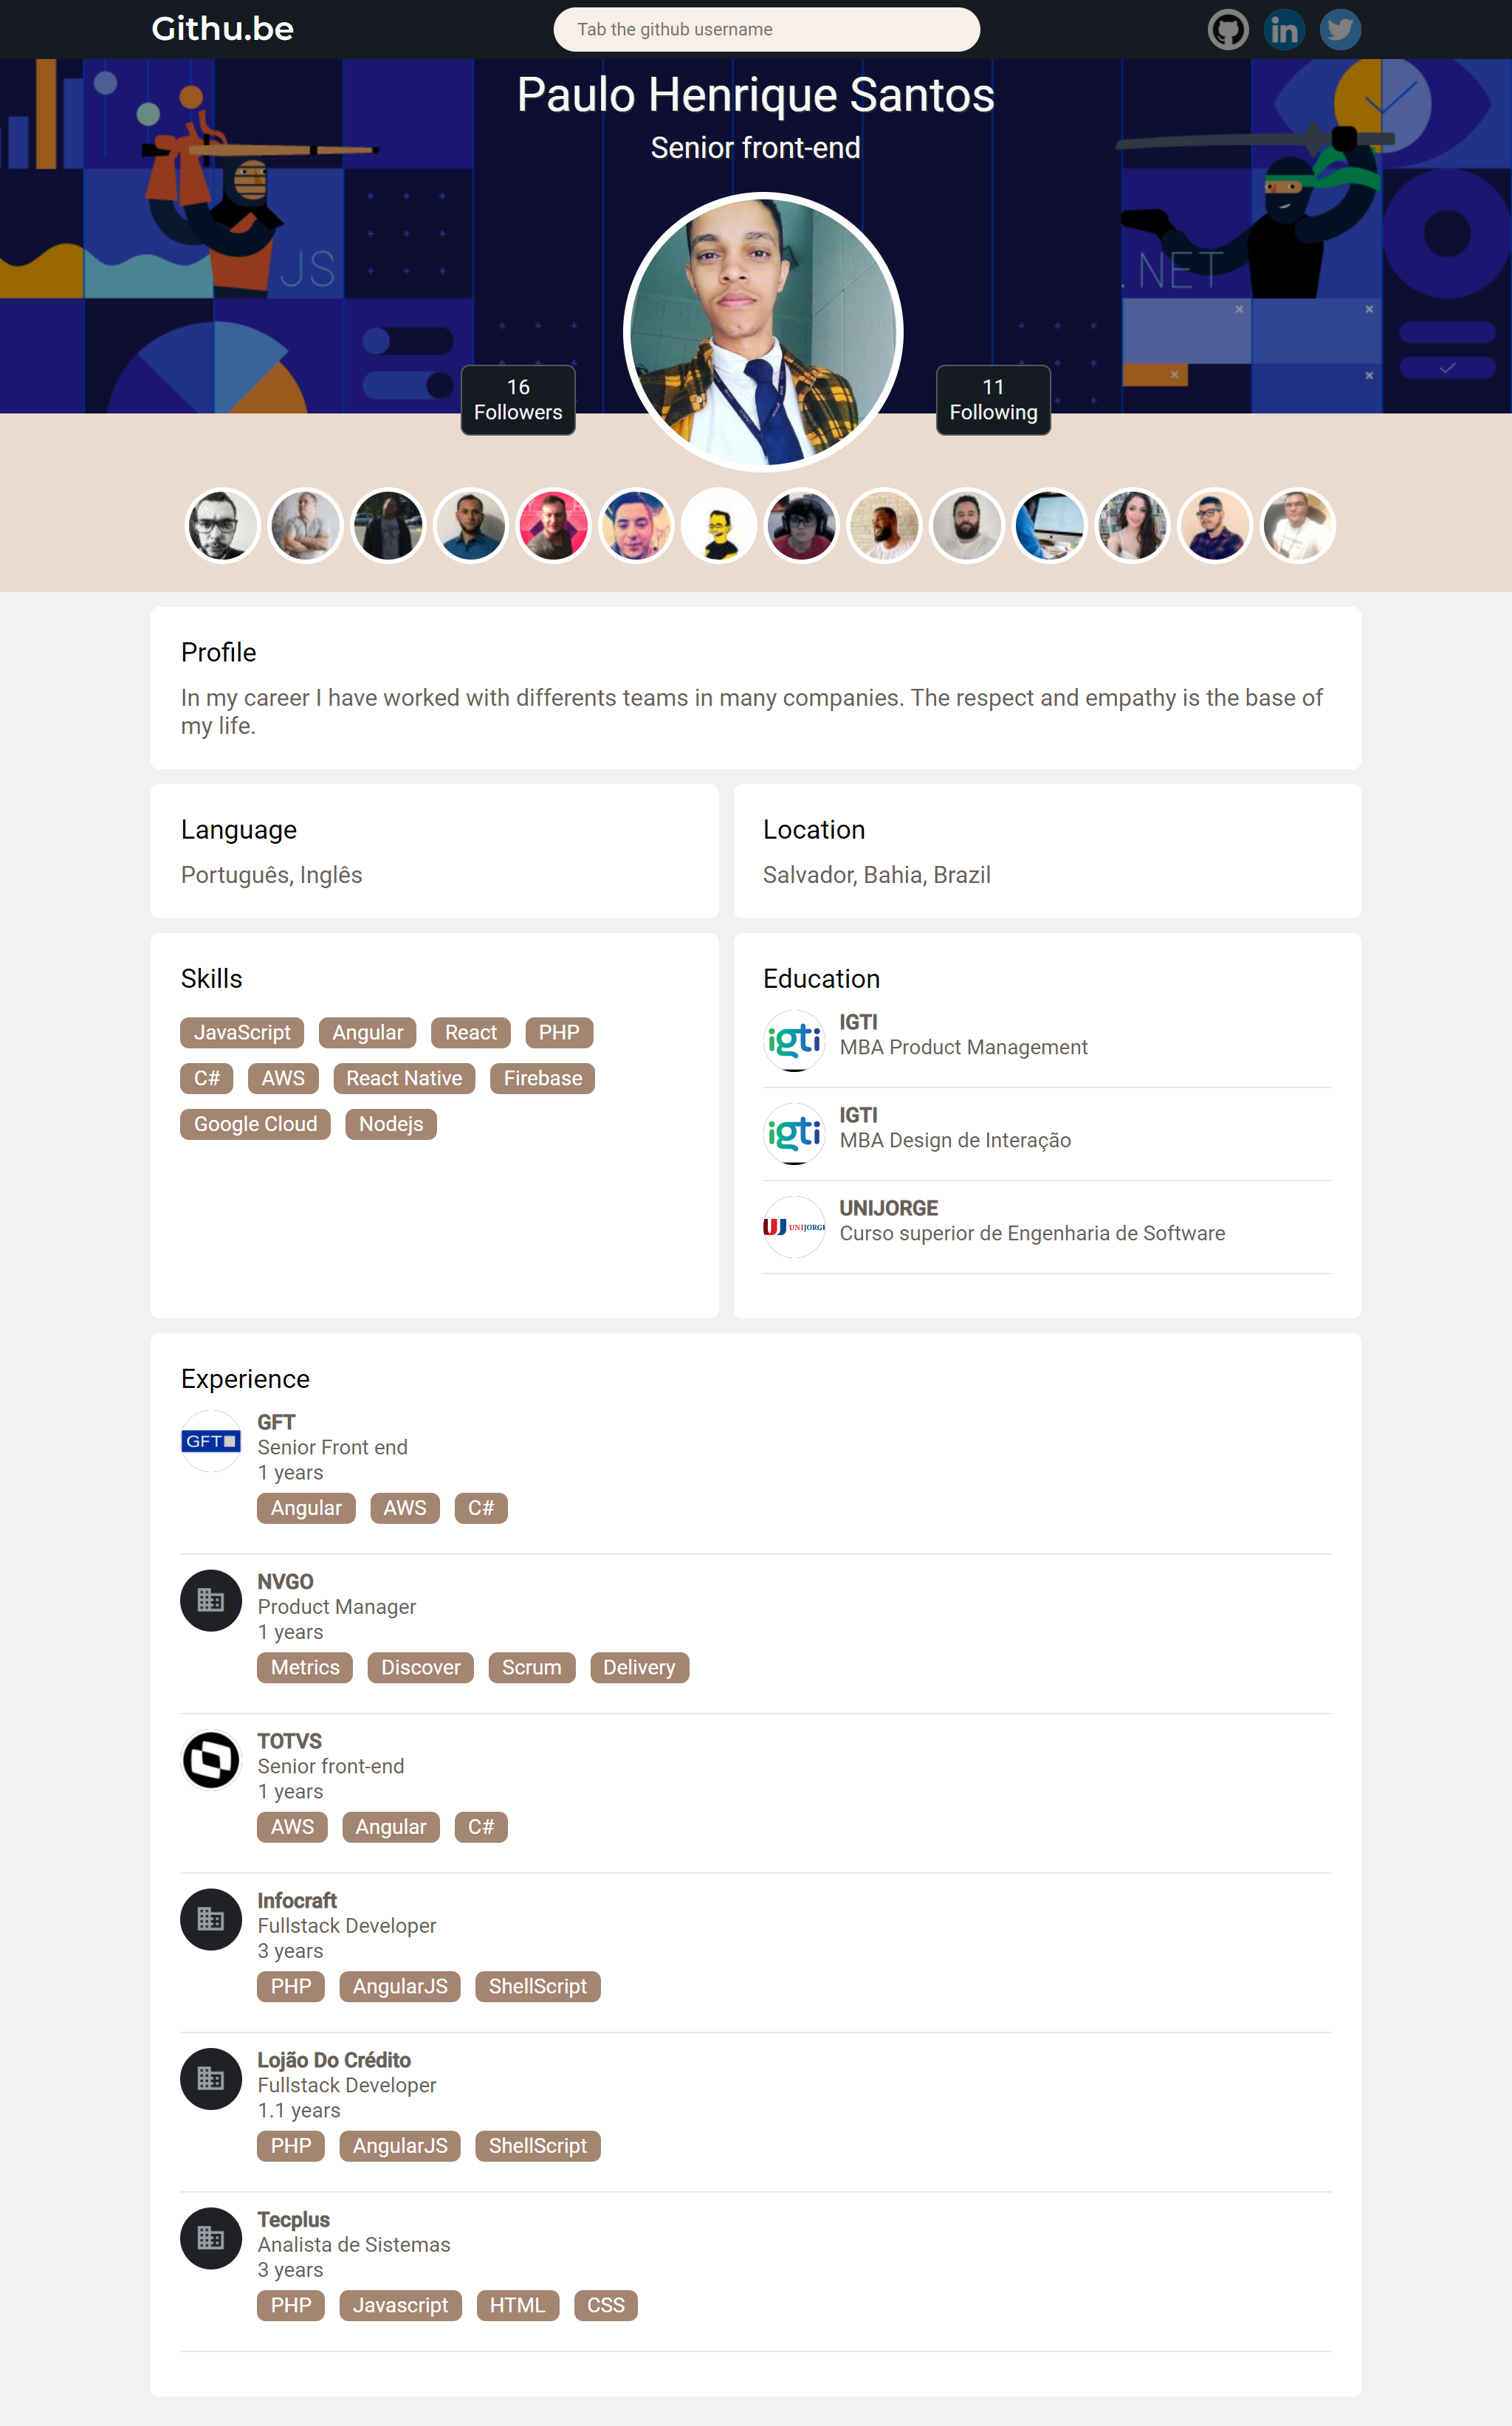 Githu.be
Tab the github username
in
Paulo Henrique Santos
Senior front-end
JS
.NET
16
Followers
11
Following
Profile
In my career I have worked with differents teams in many companies. The respect and empathy is the base of
my life.
Language
Português, Inglês
Location
Salvador, Bahia, Brazil
Skills
JavaScript Angular React PHP
C# AWS React Native Firebase
Google Cloud Nodejs
Education
igti
IGTI
MBA Product Management
igti
IGTI
MBA Design de Interação
UNIJORGE
UNIJORGE
Curso superior de Engenharia de Software
Experience
GFT
GFT
Senior Front end
1 years
Angular AWS C#
NVGO
Product Manager
1 years
Metrics Discover Scrum Delivery
TOTVS
Senior front-end
1 years
AWS Angular C#
Infocraft
Fullstack Developer
3 years
PHP AngularJS ShellScript
Lojão Do Crédito
Fullstack Developer
1.1 years
PHP AngularJS ShellScript
Tecplus
Analista de Sistemas
3 years
PHP Javascript HTML CSS